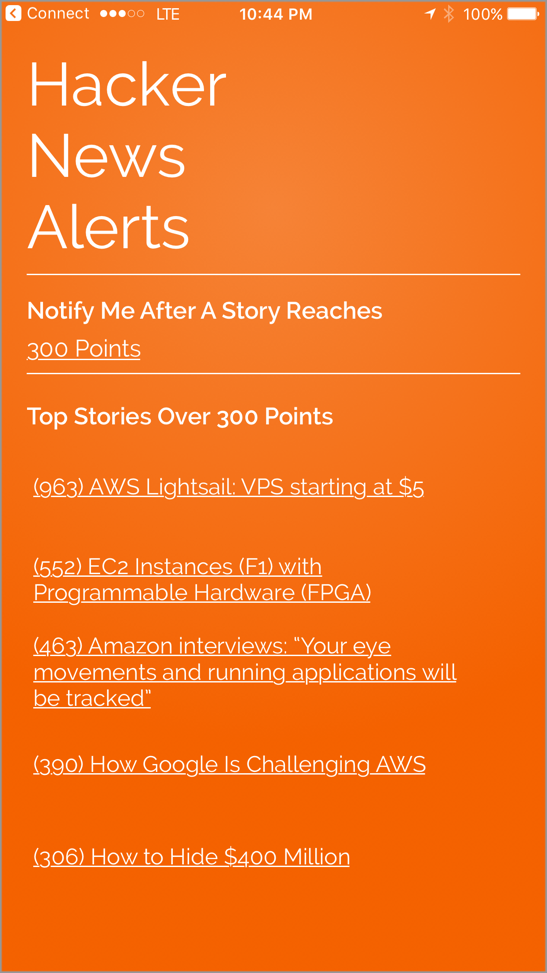 Connect LTE 10:44 PM 100%
Hacker
News
Alerts
Notify Me After A Story Reaches
300 Points
Top Stories Over 300 Points
(963) AWS Lightsail: VPS starting at $5
(552) EC2 Instances (F1) with
Programmable Hardware (FPGA)
(463) Amazon interviews: “Your eye
movements and running applications will
be tracked”
(390) How Google Is Challenging AWS
(306) How to Hide $400 Million